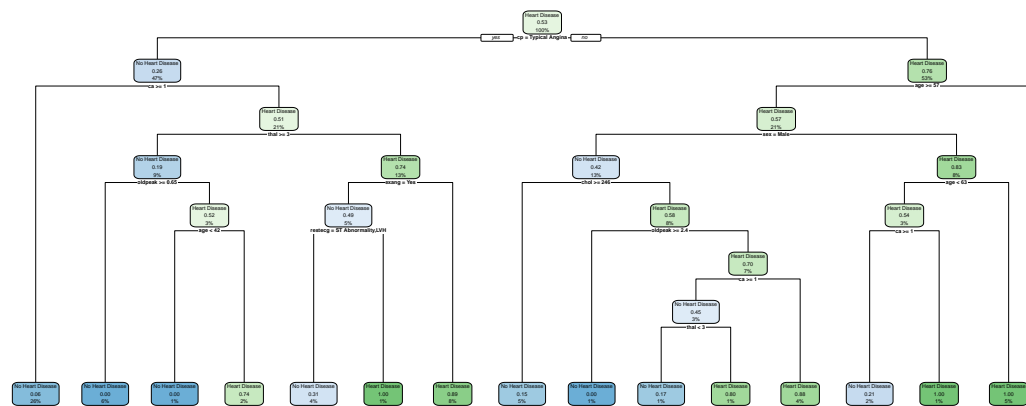 Heart Disease
0.53
100%
yes cp = Typical Angina no
No Heart Disease
0.26
47%
ca >= 1
Heart Disease
0.76
53%
age >= 57
Heart Disease
0.51
21%
thal >= 3
Heart Disease
0.57
21%
sex = Male
No Heart Disease
0.19
9%
oldpeak >= 0.65
Heart Disease
0.74
13%
exang = Yes
No Heart Disease
0.42
13%
chol >= 246
Heart Disease
0.83
8%
age < 63
Heart Disease
0.52
3%
age < 42
No Heart Disease
0.49
5%
restecg = ST Abnormality,LVH
Heart Disease
0.58
8%
oldpeak >= 2.4
Heart Disease
0.54
3%
ca >= 1
Heart Disease
0.70
7%
ca >= 1
No Heart Disease
0.45
3%
thal < 3
No Heart Disease
0.06
26%
No Heart Disease
0.00
6%
No Heart Disease
0.00
1%
Heart Disease
0.74
2%
No Heart Disease
0.31
4%
Heart Disease
1.00
1%
Heart Disease
0.89
8%
No Heart Disease
0.15
5%
No Heart Disease
0.00
1%
No Heart Disease
0.17
1%
Heart Disease
0.80
1%
Heart Disease
0.88
4%
No Heart Disease
0.21
2%
Heart Disease
1.00
1%
Heart Disease
1.00
5%